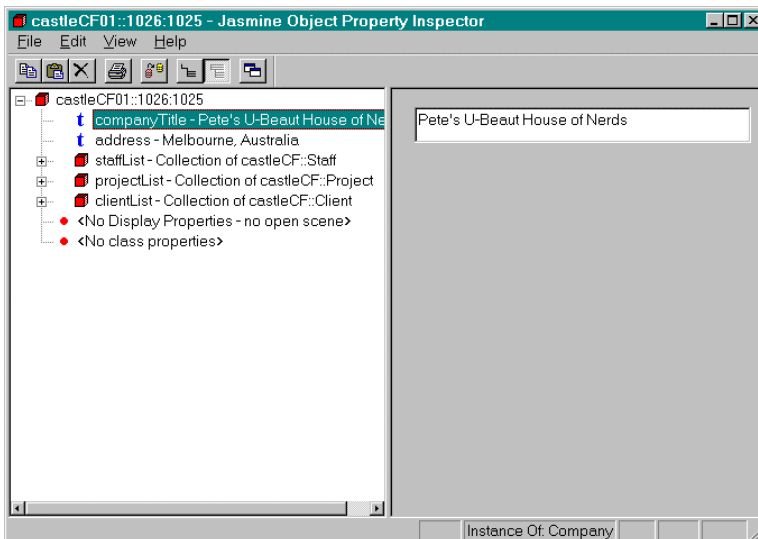 castleCF01::1026:1025 - Jasmine Object Property Inspector
File Edit View Help
castleCF01::1026:1025
t companyTitle - Pete's U-Beaut House of Ne
t address - Melbourne, Australia
staffList - Collection of castleCF::Staff
projectList - Collection of castleCF::Project
clientList - Collection of castleCF::Client
<No Display Properties - no open scene>
<No class properties>
Pete's U-Beaut House of Nerds
Instance Of: Company